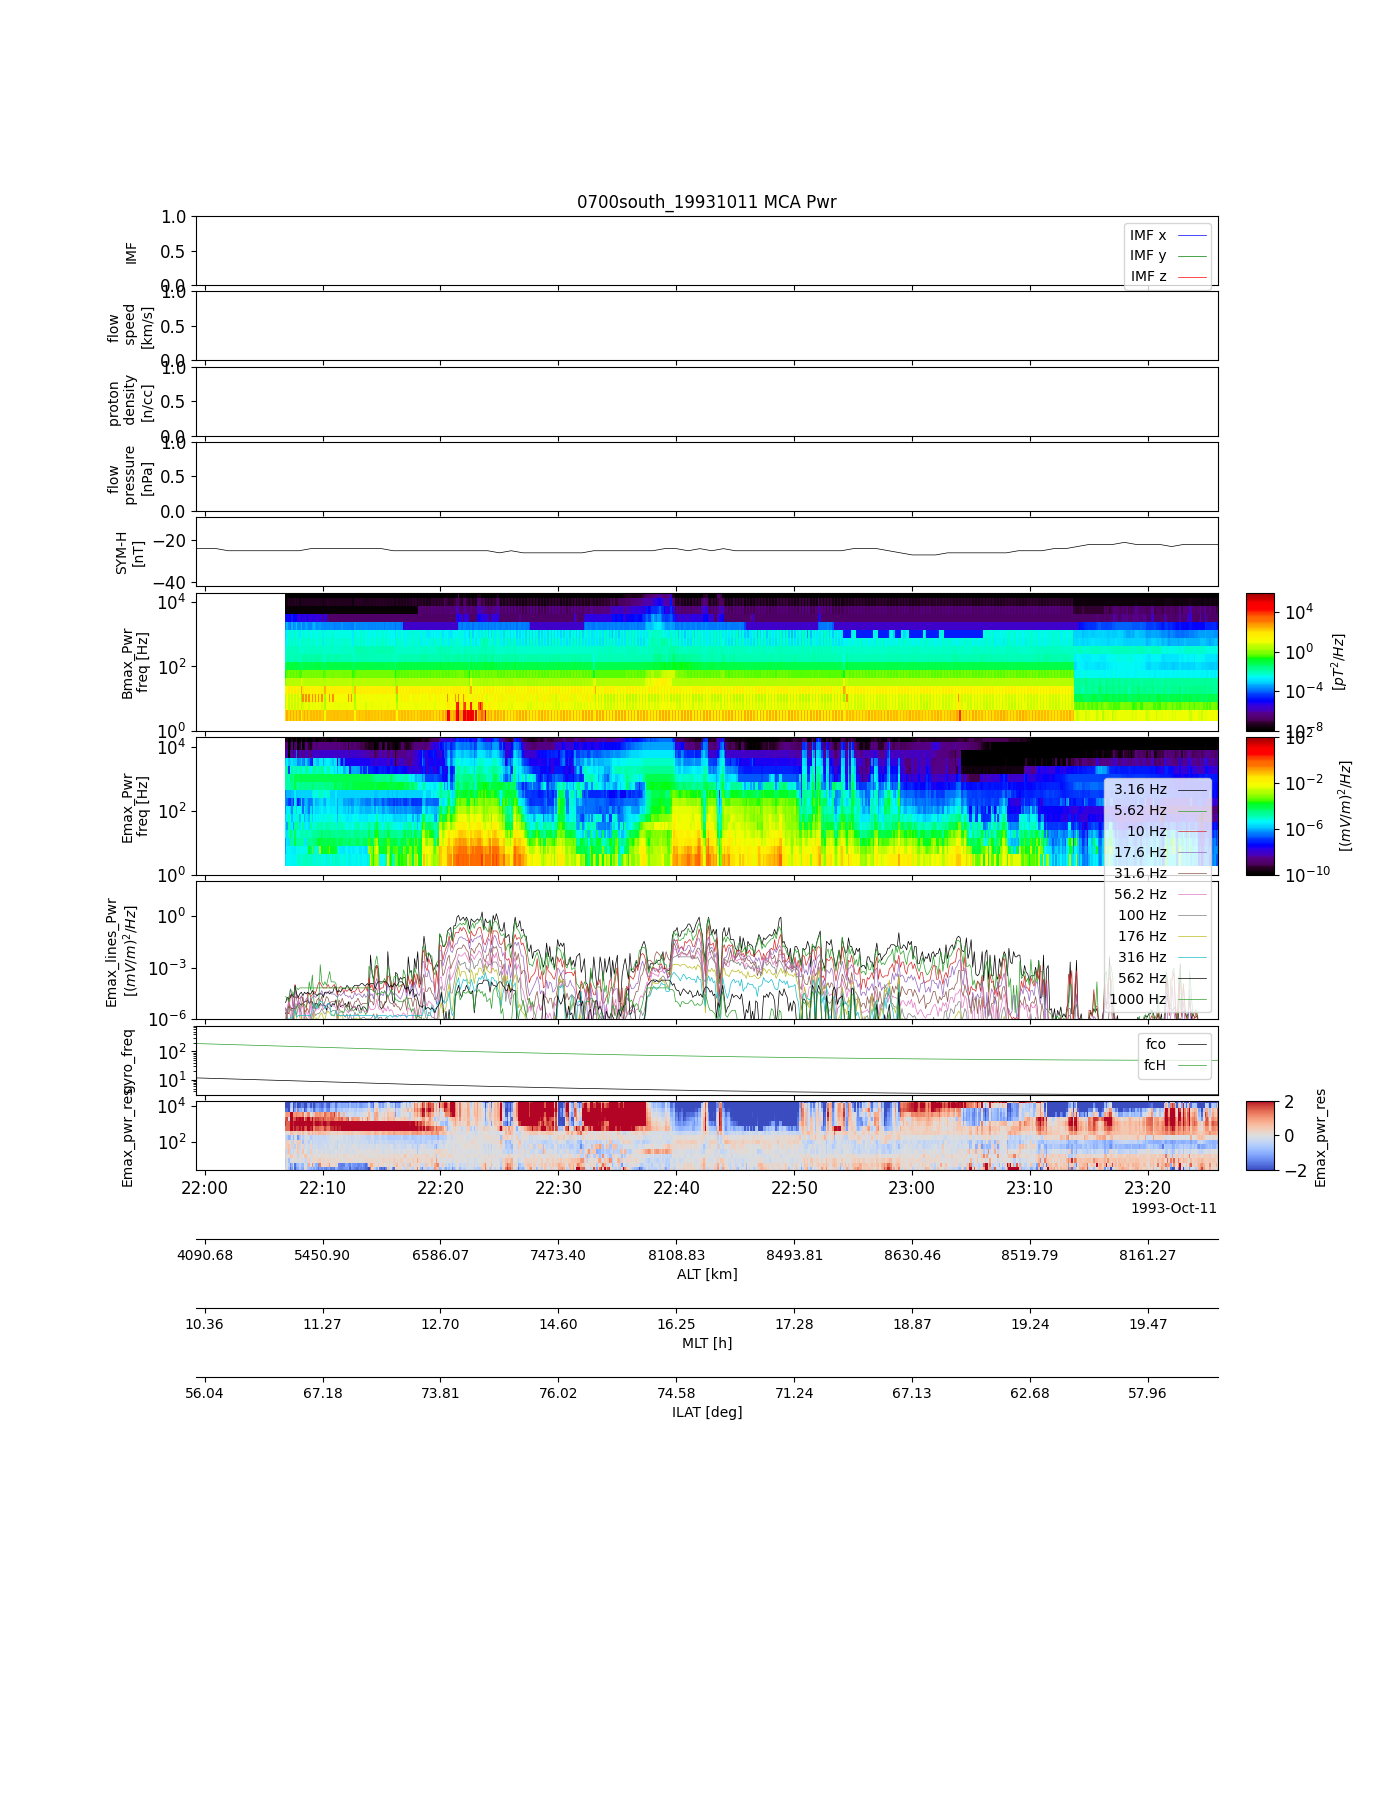 0700south_19931011 MCA Pwr
1.0
0.5
0.0
IMF
IMF x
IMF y
IMF z
1.0
0.5
0.0
flow
speed
[km/s]
1.0
0.5
0.0
proton
density
[n/cc]
1.0
0.5
0.0
flow
pressure
[nPa]
−20
−40
SYM-H
[nT]
10^4
10^2
10^0
Bmax_Pwr
freq [Hz]
10^4
10^0
10^−4
10^−8
[pT^2/Hz]
10^4
10^2
10^0
Emax_Pwr
freq [Hz]
10^2
10^−2
10^−6
10^−10
[(mV/m)^2/Hz]
3.16 Hz
5.62 Hz
10 Hz
17.6 Hz
31.6 Hz
56.2 Hz
100 Hz
176 Hz
316 Hz
562 Hz
1000 Hz
10^0
10^−3
10^−6
Emax_lines_Pwr
[(mV/m)^2/Hz]
10^2
10^1
gyro_freq
fco
fcH
10^4
10^2
Emax_pwr_res
2
0
−2
Emax_pwr_res
22:00 22:10 22:20 22:30 22:40 22:50 23:00 23:10 23:20
1993-Oct-11
4090.68 5450.90 6586.07 7473.40 8108.83 8493.81 8630.46 8519.79 8161.27
ALT [km]
10.36 11.27 12.70 14.60 16.25 17.28 18.87 19.24 19.47
MLT [h]
56.04 67.18 73.81 76.02 74.58 71.24 67.13 62.68 57.96
ILAT [deg]